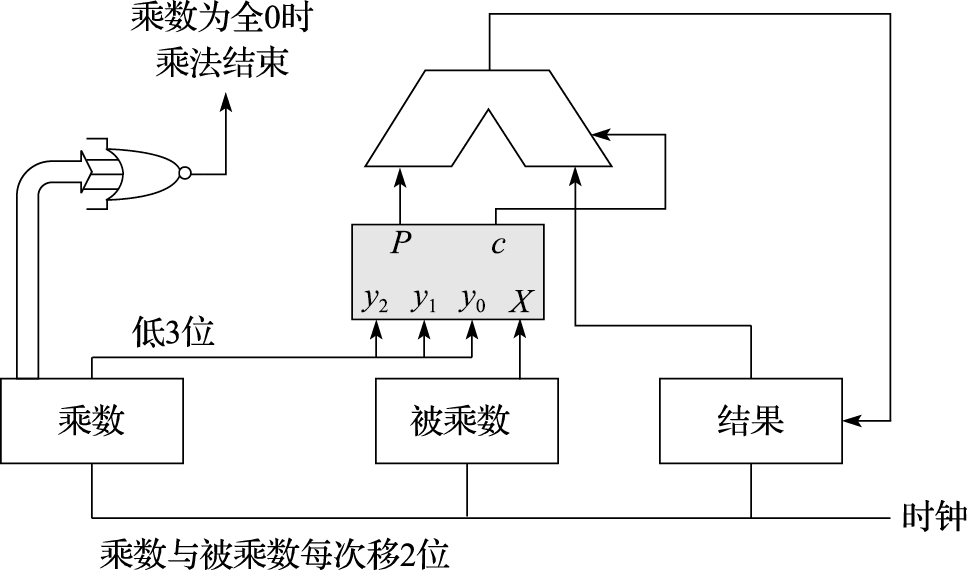 乘数为全0时
乘法结束
P c
y₂ y₁ y₀ X
低3位
乘数
被乘数
结果
时钟
乘数与被乘数每次移2位